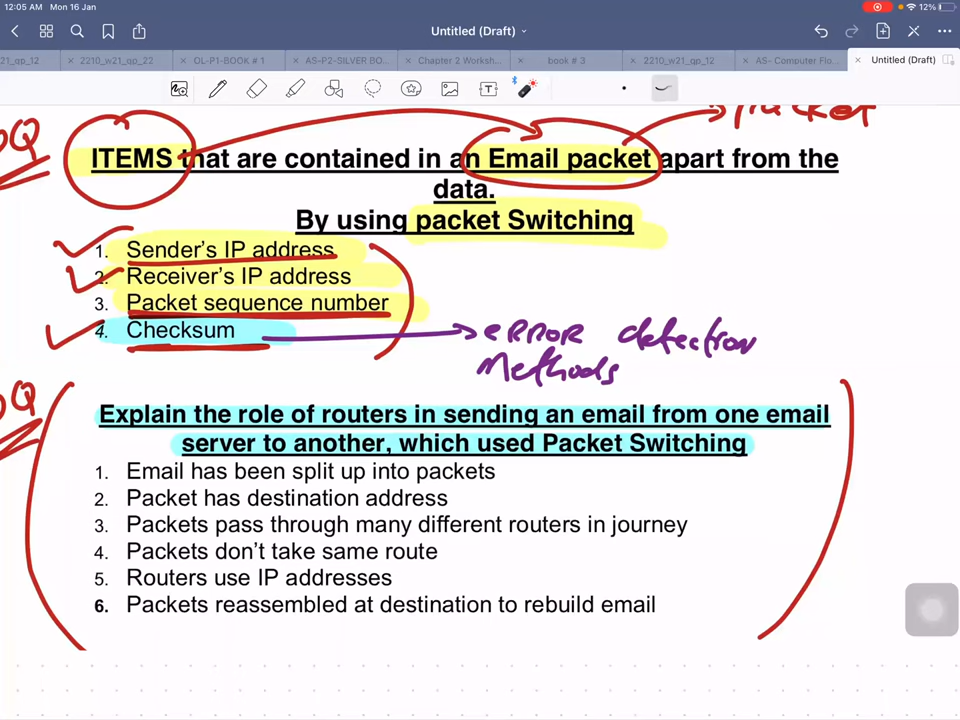 12:05 AM Mon 16 Jan
12%
Untitled (Draft)
21_qp_12
2210_w21_qp_22
OL-P1-BOOK # 1
AS-P2-SILVER BO...
Chapter 2 Worksh...
book # 3
2210_w21_qp_12
AS- Computer Flo...
Untitled (Draft)
packet
ITEMS that are contained in an Email packet apart from the
data.
By using packet Switching
1. Sender's IP address
2. Receiver's IP address
3. Packet sequence number
4. Checksum
ERROR detection
Methods
Explain the role of routers in sending an email from one email
server to another, which used Packet Switching
1. Email has been split up into packets
2. Packet has destination address
3. Packets pass through many different routers in journey
4. Packets don't take same route
5. Routers use IP addresses
6. Packets reassembled at destination to rebuild email